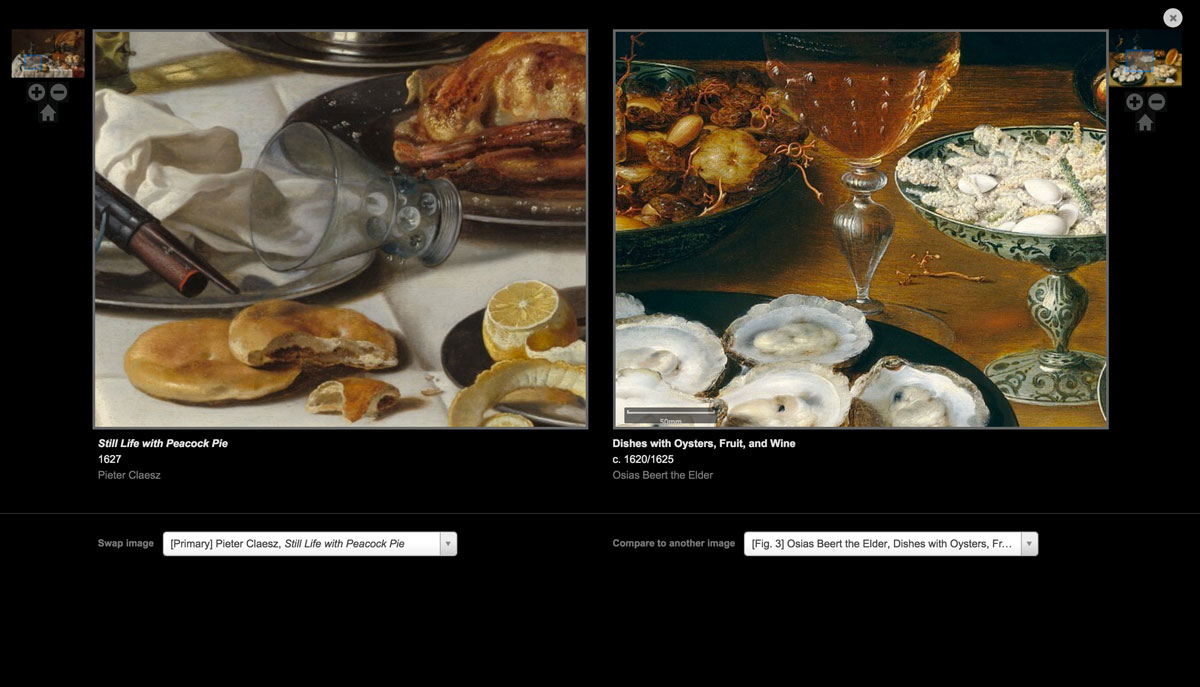 50mm
Still Life with Peacock Pie
1627
Pieter Claesz
Dishes with Oysters, Fruit, and Wine
c. 1620/1625
Osias Beert the Elder
Swap image
[Primary] Pieter Claesz, Still Life with Peacock Pie
Compare to another image
[Fig. 3] Osias Beert the Elder, Dishes with Oysters, Fr...